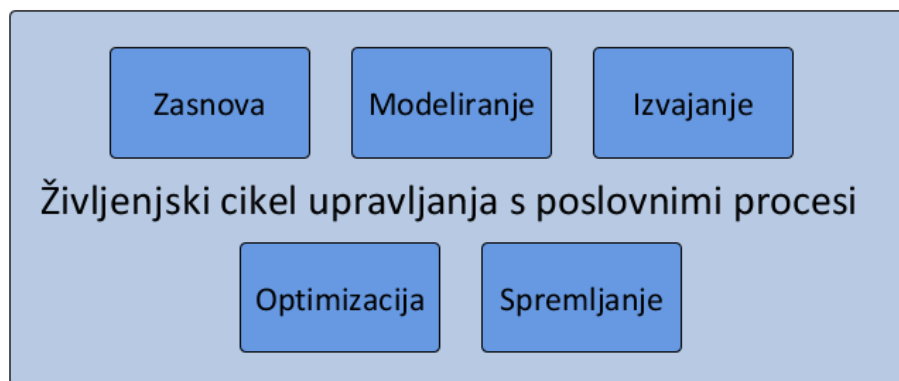 Zasnova
Modeliranje
Izvajanje
Življenjski cikel upravljanja s poslovnimi procesi
Optimizacija
Spremljanje